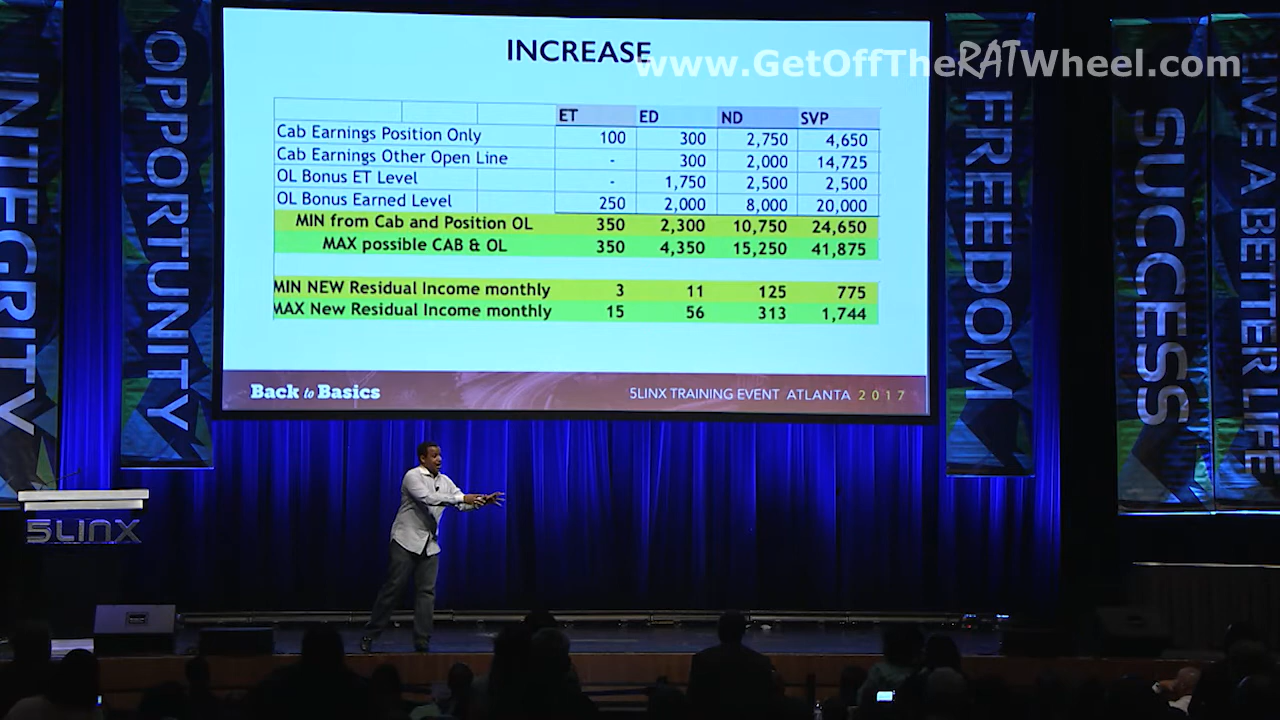 INCREASE
www.GetOffTheRATWheel.com
ET ED ND SVP
Cab Earnings Position Only 100 300 2,750 4,650
Cab Earnings Other Open Line - 300 2,000 14,725
OL Bonus ET Level - 1,750 2,500 2,500
OL Bonus Earned Level 250 2,000 8,000 20,000
MIN from Cab and Position OL 350 2,300 10,750 24,650
MAX possible CAB & OL 350 4,350 15,250 41,875
MIN NEW Residual Income monthly 3 11 125 775
MAX New Residual Income monthly 15 56 313 1,744
Back to Basics
5LINX TRAINING EVENT ATLANTA 2017
INTEGRITY
OPPORTUNITY
FREEDOM
SUCCESS
LIVE A BETTER LIFE
5LINX